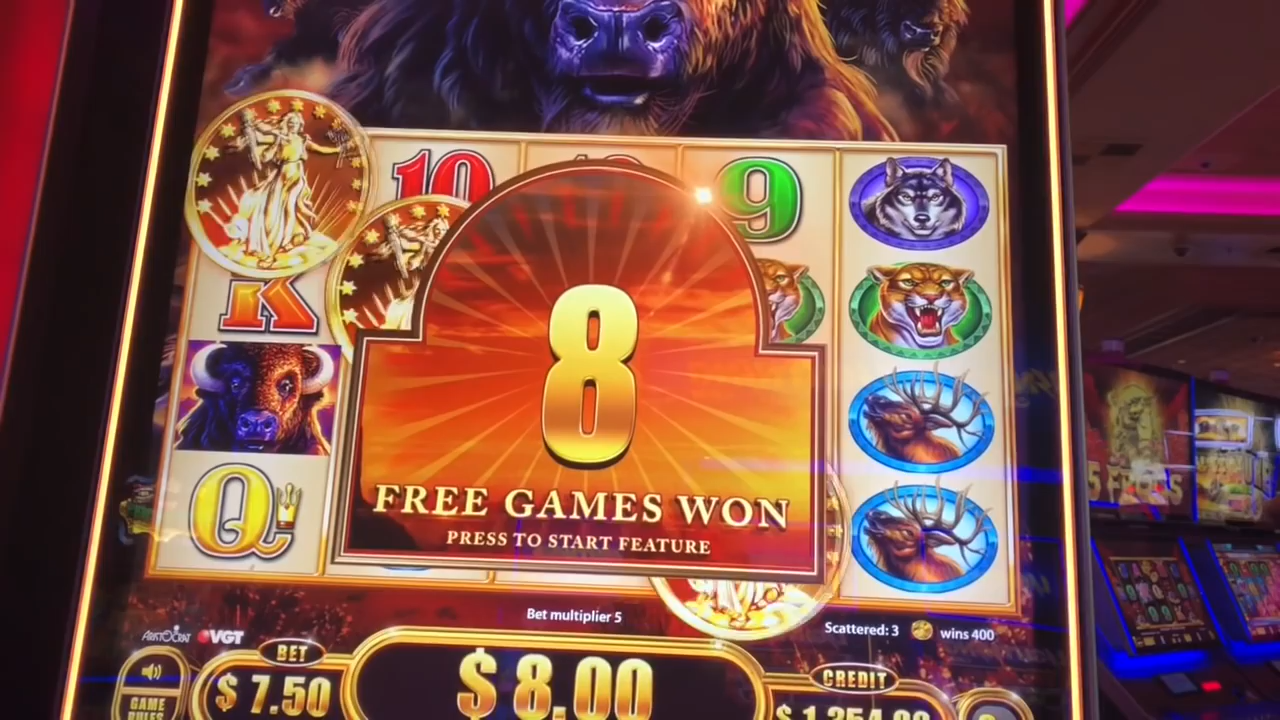 10
9
K
8
FREE GAMES WON
PRESS TO START FEATURE
Q
Bet multiplier 5
Scattered: 3 wins 400
ARISTOCRAT VGT
BET
$ 7.50
$ 8.00
CREDIT
GAME
RULES